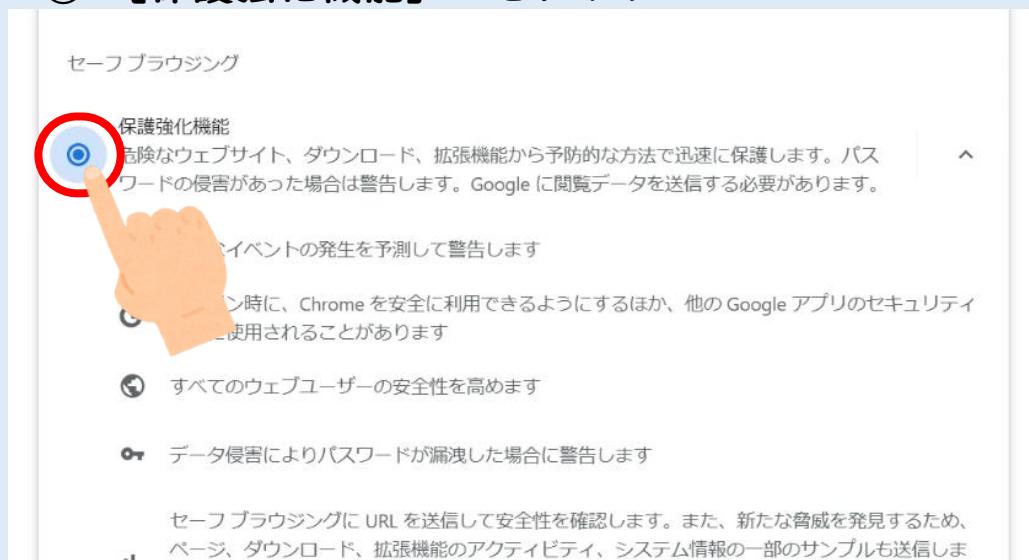 【保護強化機能】
セーフ ブラウジング
保護強化機能
危険なウェブサイト、ダウンロード、拡張機能から予防的な方法で迅速に保護します。パス
ワードの侵害があった場合は警告します。Google に閲覧データを送信する必要があります。
イベントの発生を予測して警告します
ン時に、Chrome を安全に利用できるようにするほか、他の Google アプリのセキュリティ
使用されることがあります
すべてのウェブユーザーの安全性を高めます
データ侵害によりパスワードが漏洩した場合に警告します
セーフ ブラウジングに URL を送信して安全性を確認します。また、新たな脅威を発見するため、
ページ、ダウンロード、拡張機能のアクティビティ、システム情報の一部のサンプルも送信しま